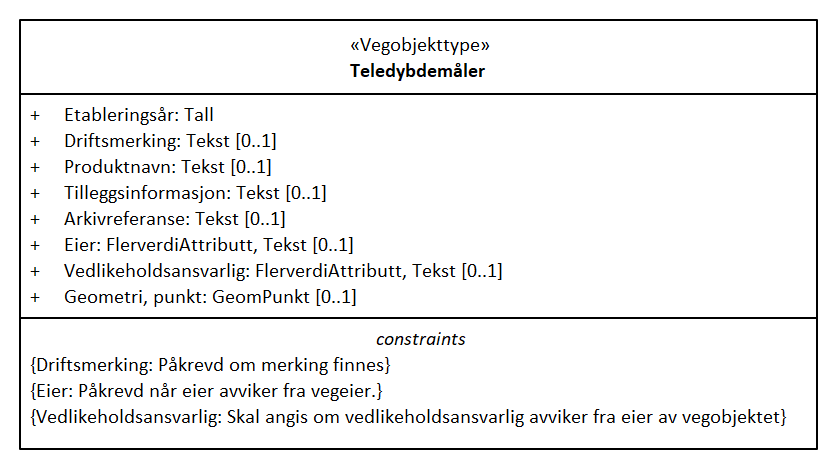 «Vegobjekttype»
Teledybdemåler
+ Etableringsår: Tall
+ Driftsmerking: Tekst [0..1]
+ Produktnavn: Tekst [0..1]
+ Tilleggsinformasjon: Tekst [0..1]
+ Arkivreferanse: Tekst [0..1]
+ Eier: FlerverdiAttributt, Tekst [0..1]
+ Vedlikeholdsansvarlig: FlerverdiAttributt, Tekst [0..1]
+ Geometri, punkt: GeomPunkt [0..1]
constraints
{Driftsmerking: Påkrevd om merking finnes}
{Eier: Påkrevd når eier avviker fra vegeier.}
{Vedlikeholdsansvarlig: Skal angis om vedlikeholdsansvarlig avviker fra eier av vegobjektet}